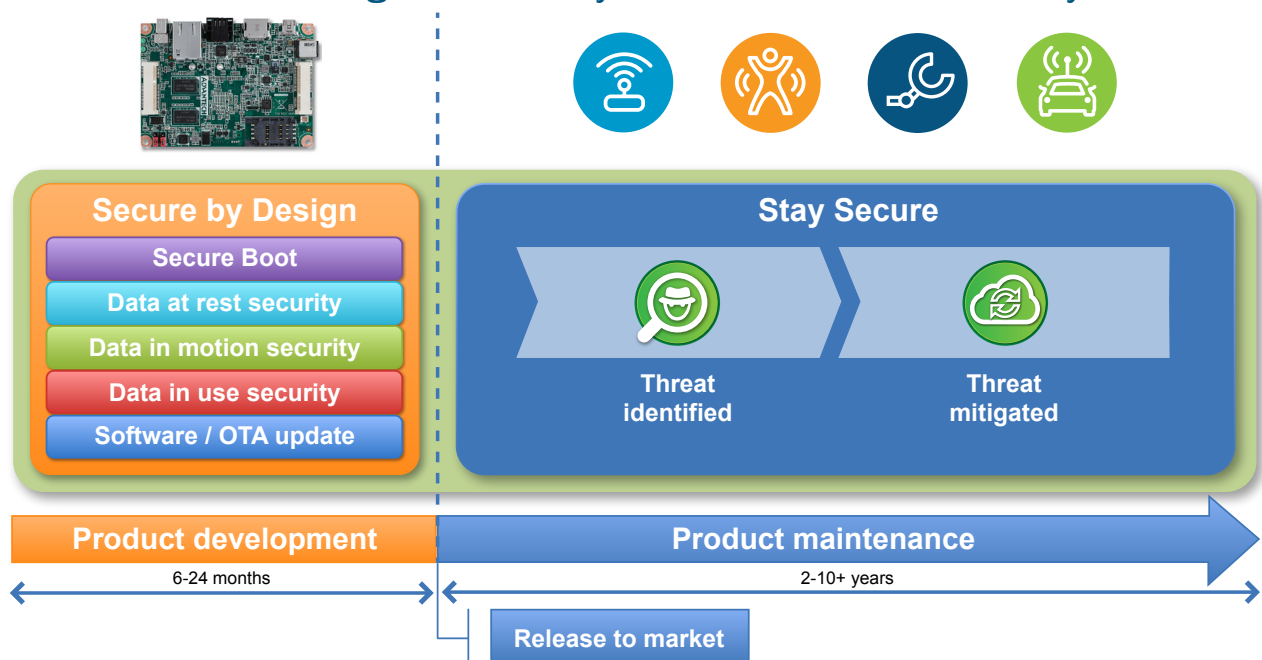 Secure by Design
Secure Boot
Data at rest security
Data in motion security
Data in use security
Software / OTA update
Stay Secure
Threat
identified
Threat
mitigated
Product development
Product maintenance
6-24 months
2-10+ years
Release to market